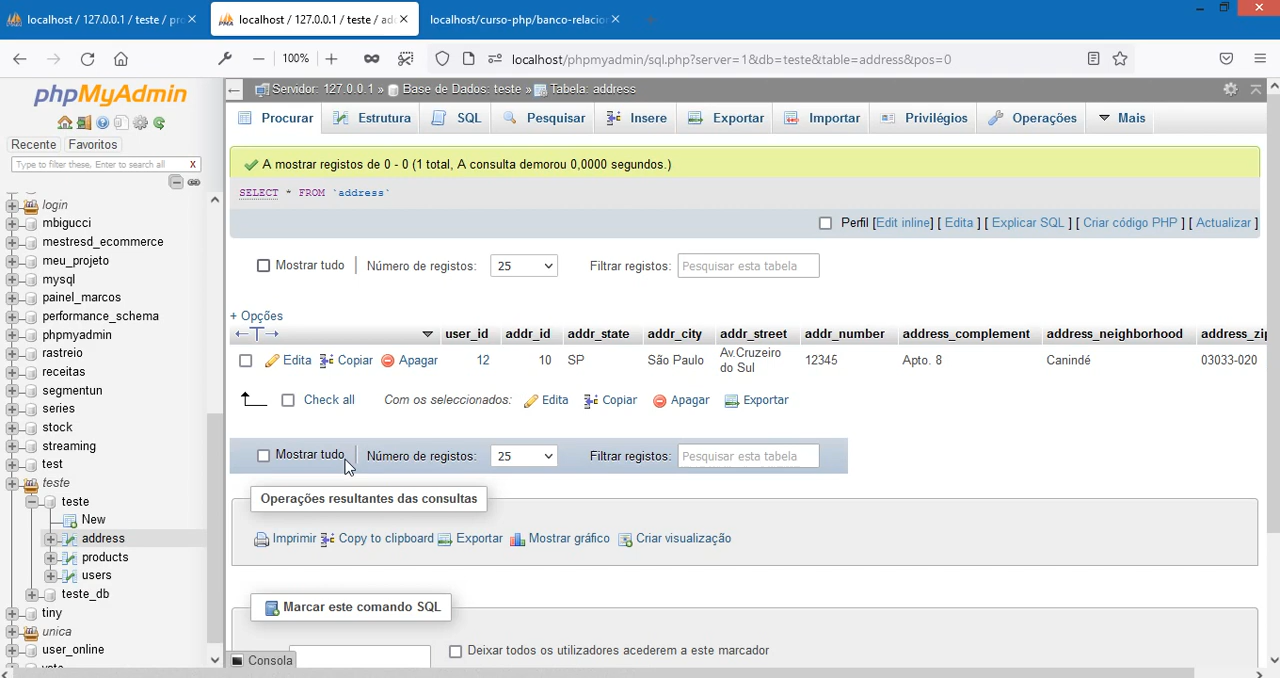 localhost / 127.0.0.1 / teste / pro
localhost / 127.0.0.1 / teste / ad
localhost/curso-php/banco-relacion
100%
localhost/phpmyadmin/sql.php?server=1&db=teste&table=address&pos=0
phpMyAdmin
Recente Favoritos
Type to filter these, Enter to search all X
login
mbigucci
mestresd_ecommerce
meu_projeto
mysql
painel_marcos
performance_schema
phpmyadmin
rastreio
receitas
segmentun
series
stock
streaming
test
teste
teste
New
address
products
users
teste_db
tiny
unica
user_online
Servidor: 127.0.0.1 » Base de Dados: teste » Tabela: address
Procurar Estrutura SQL Pesquisar Insere Exportar Importar Privilégios Operações Mais
A mostrar registos de 0 - 0 (1 total, A consulta demorou 0,0000 segundos.)
SELECT * FROM `address`
Perfil [Edit inline] [ Edita ] [ Explicar SQL ] [ Criar código PHP ] [ Actualizar ]
Mostrar tudo Número de registos: 25 Filtrar registos: Pesquisar esta tabela
+ Opções
user_id addr_id addr_state addr_city addr_street addr_number address_complement address_neighborhood address_zip
Edita Copiar Apagar 12 10 SP São Paulo Av.Cruzeiro do Sul 12345 Apto. 8 Canindé 03033-020
Check all Com os seleccionados: Edita Copiar Apagar Exportar
Mostrar tudo Número de registos: 25 Filtrar registos: Pesquisar esta tabela
Operações resultantes das consultas
Imprimir Copy to clipboard Exportar Mostrar gráfico Criar visualização
Marcar este comando SQL
Deixar todos os utilizadores acederem a este marcador
Consola